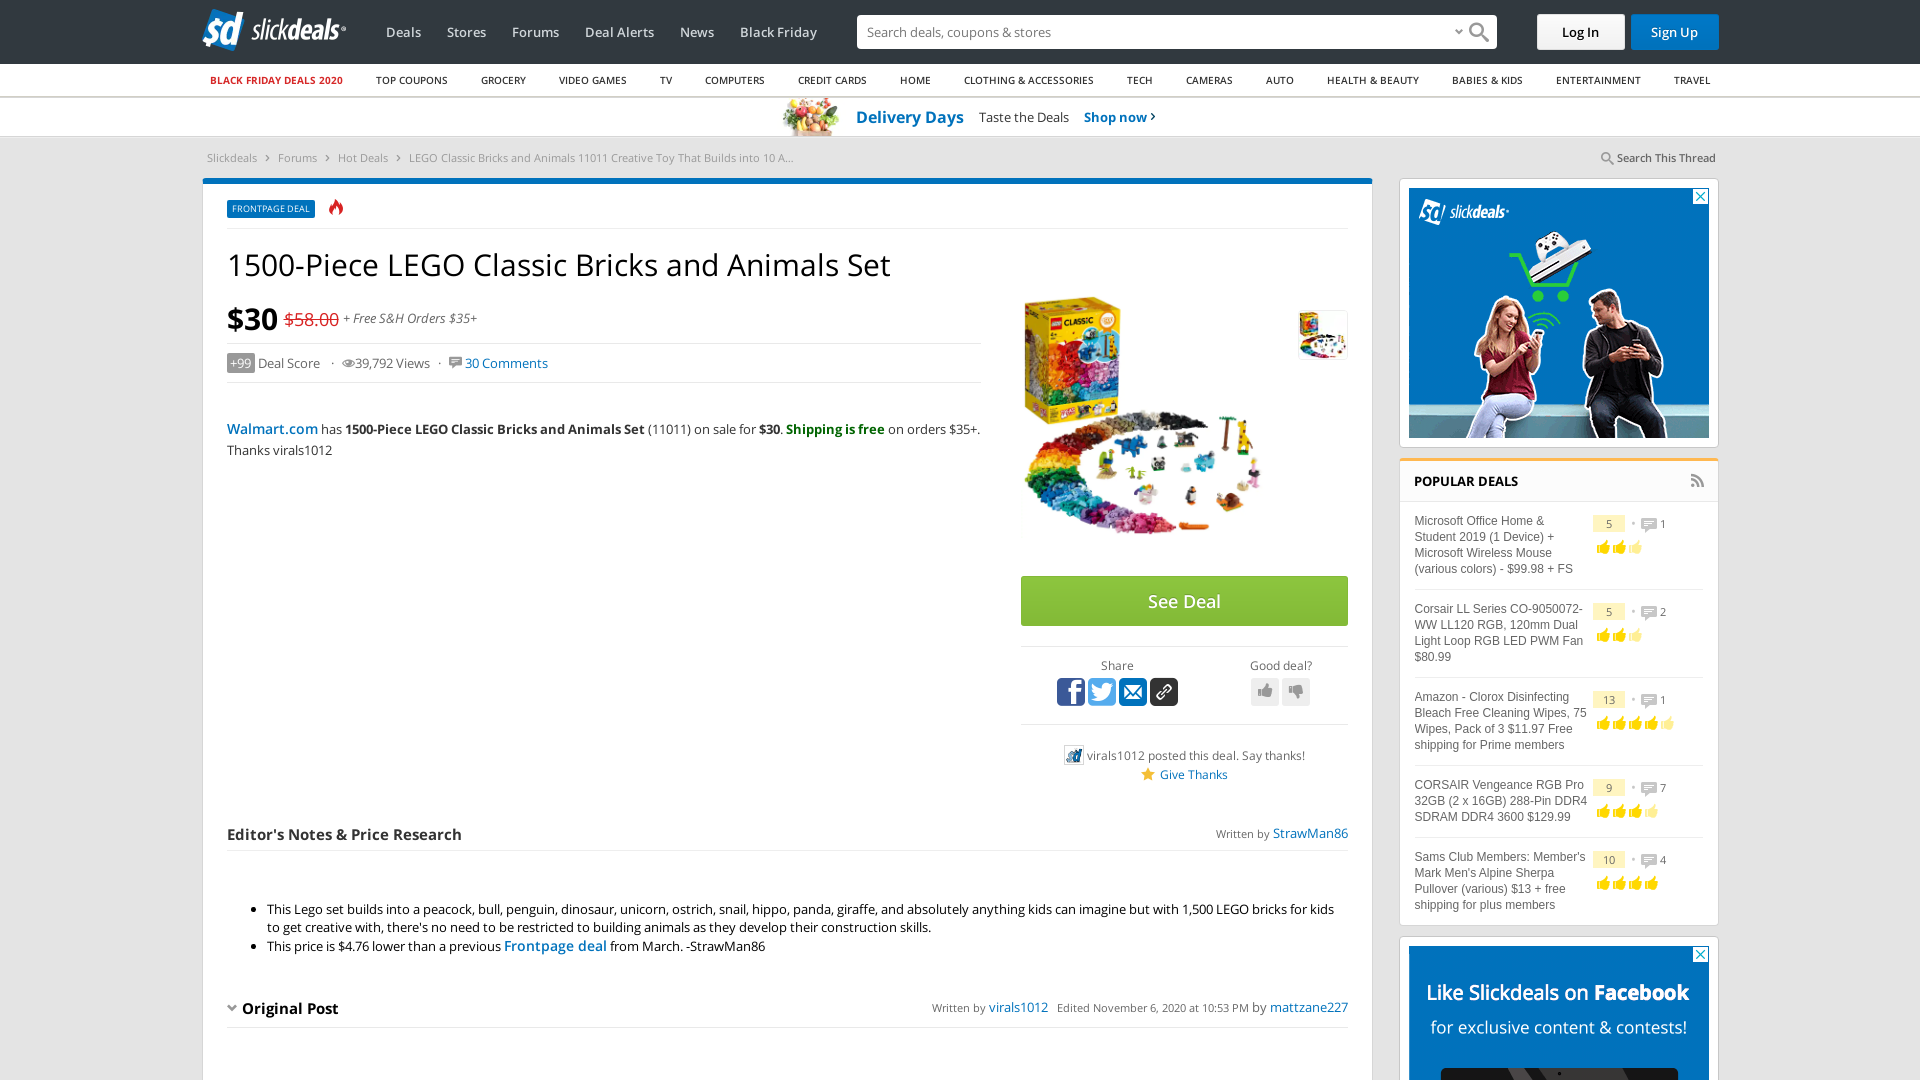 slickdeals
Deals
Stores
Forums
Deal Alerts
News
Black Friday
Search deals, coupons & stores
Log In
Sign Up
BLACK FRIDAY DEALS 2020
TOP COUPONS
GROCERY
VIDEO GAMES
TV
COMPUTERS
CREDIT CARDS
HOME
CLOTHING & ACCESSORIES
TECH
CAMERAS
AUTO
HEALTH & BEAUTY
BABIES & KIDS
ENTERTAINMENT
TRAVEL
Delivery Days Taste the Deals Shop now
Slickdeals › Forums › Hot Deals › LEGO Classic Bricks and Animals 11011 Creative Toy That Builds into 10 A...
Search This Thread
FRONTPAGE DEAL
1500-Piece LEGO Classic Bricks and Animals Set
$30 $58.00 + Free S&H Orders $35+
+99 Deal Score · 39,792 Views · 30 Comments
Walmart.com has 1500-Piece LEGO Classic Bricks and Animals Set (11011) on sale for $30. Shipping is free on orders $35+.
Thanks virals1012
CLASSIC
See Deal
Share
Good deal?
virals1012 posted this deal. Say thanks!
Give Thanks
Editor's Notes & Price Research
Written by StrawMan86
• This Lego set builds into a peacock, bull, penguin, dinosaur, unicorn, ostrich, snail, hippo, panda, giraffe, and absolutely anything kids can imagine but with 1,500 LEGO bricks for kids
to get creative with, there's no need to be restricted to building animals as they develop their construction skills.
• This price is $4.76 lower than a previous Frontpage deal from March. -StrawMan86
Original Post
Written by virals1012 Edited November 6, 2020 at 10:53 PM by mattzane227
slickdeals
POPULAR DEALS
Microsoft Office Home &
Student 2019 (1 Device) +
Microsoft Wireless Mouse
(various colors) - $99.98 + FS
5 • 1
Corsair LL Series CO-9050072-
WW LL120 RGB, 120mm Dual
Light Loop RGB LED PWM Fan
$80.99
5 • 2
Amazon - Clorox Disinfecting
Bleach Free Cleaning Wipes, 75
Wipes, Pack of 3 $11.97 Free
shipping for Prime members
13 • 1
CORSAIR Vengeance RGB Pro
32GB (2 x 16GB) 288-Pin DDR4
SDRAM DDR4 3600 $129.99
9 • 7
Sams Club Members: Member's
Mark Men's Alpine Sherpa
Pullover (various) $13 + free
shipping for plus members
10 • 4
Like Slickdeals on Facebook
for exclusive content & contests!